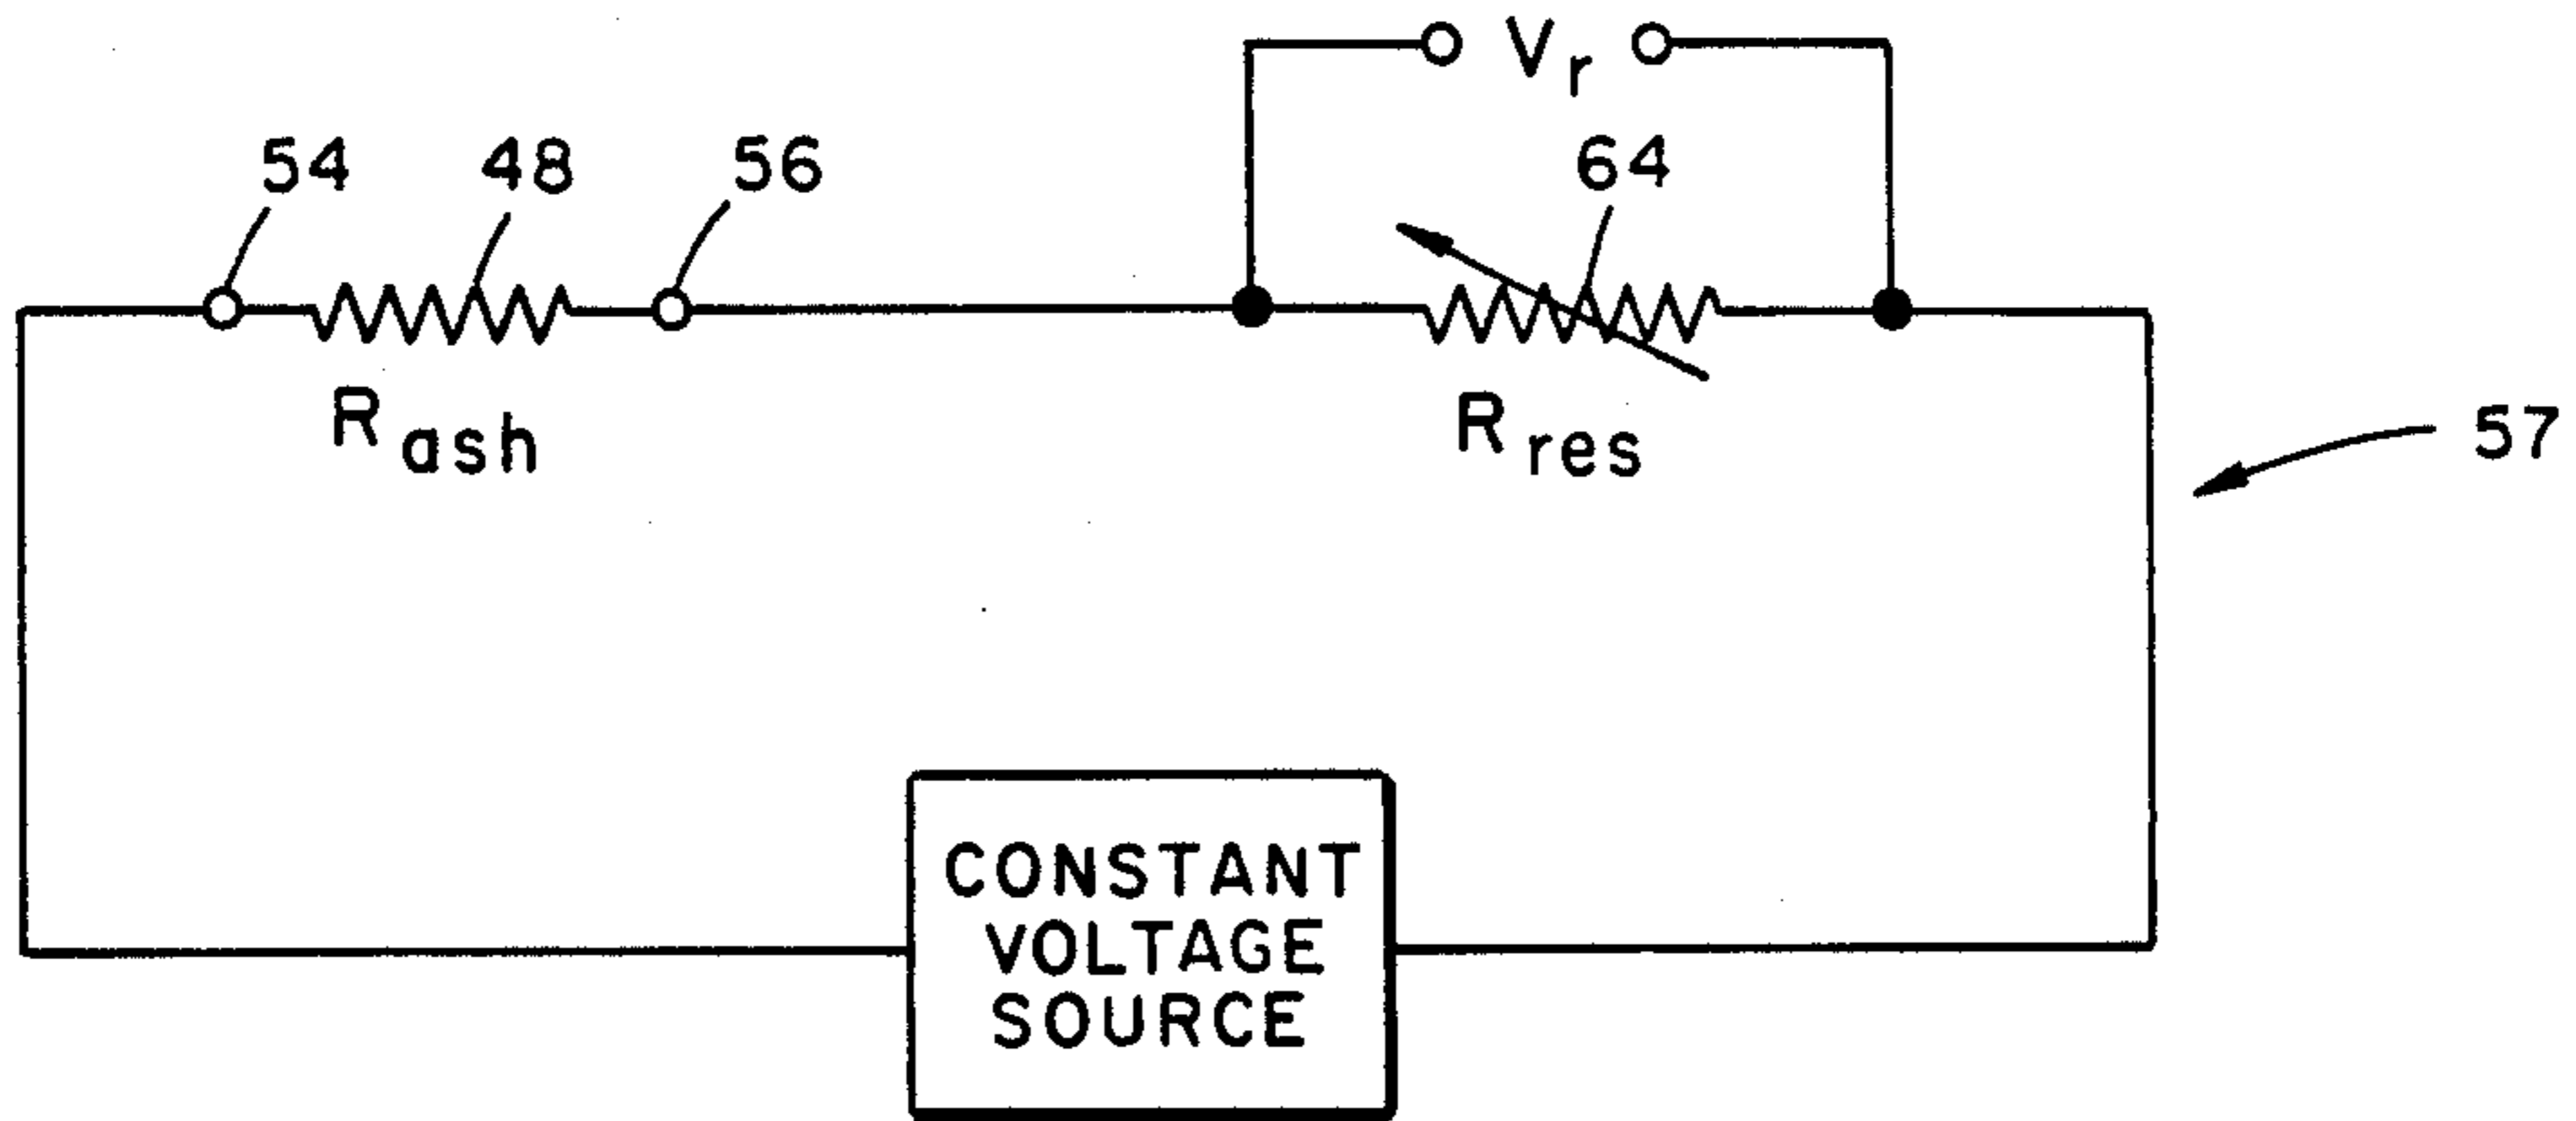 Vr
54
48
56
64
Rash
Rres
57
CONSTANT
VOLTAGE
SOURCE